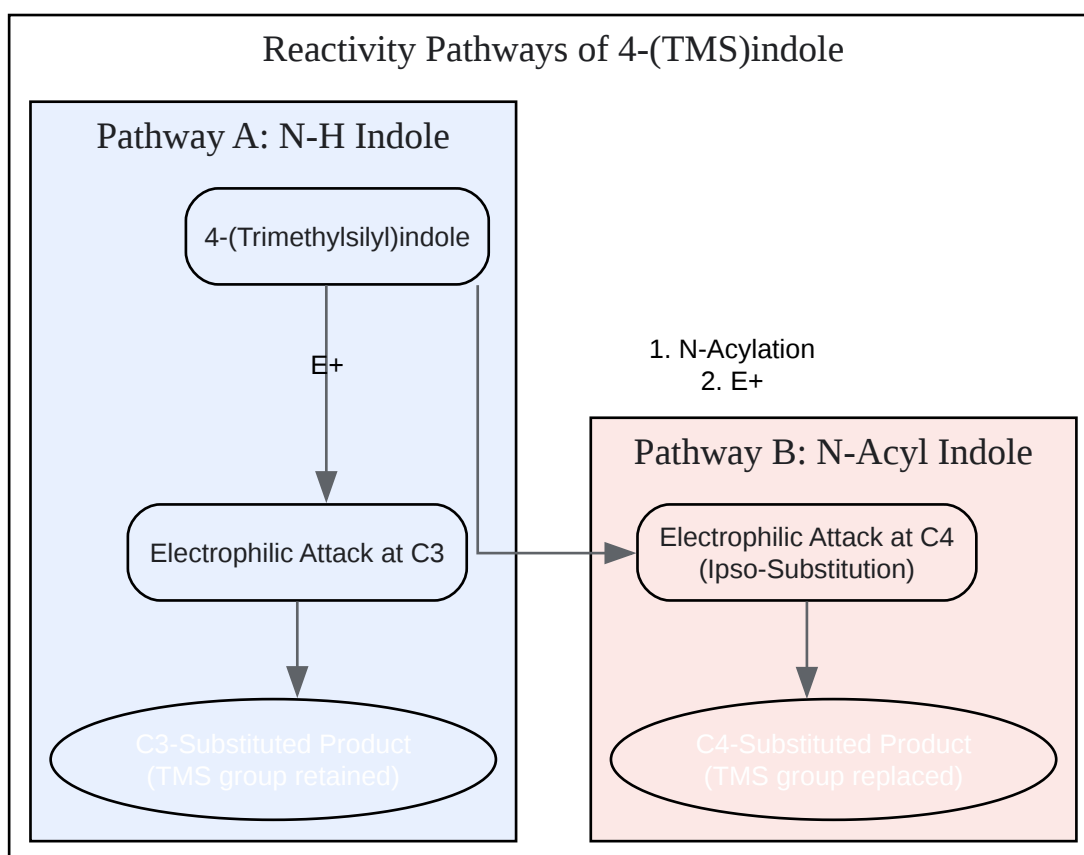 Reactivity Pathways of 4-(TMS)indole
Pathway A: N-H Indole
4-(Trimethylsilyl)indole
E+
1. N-Acylation
2. E+
Pathway B: N-Acyl Indole
Electrophilic Attack at C3
Electrophilic Attack at C4
(Ipso-Substitution)
C3-Substituted Product
(TMS group retained)
C4-Substituted Product
(TMS group replaced)